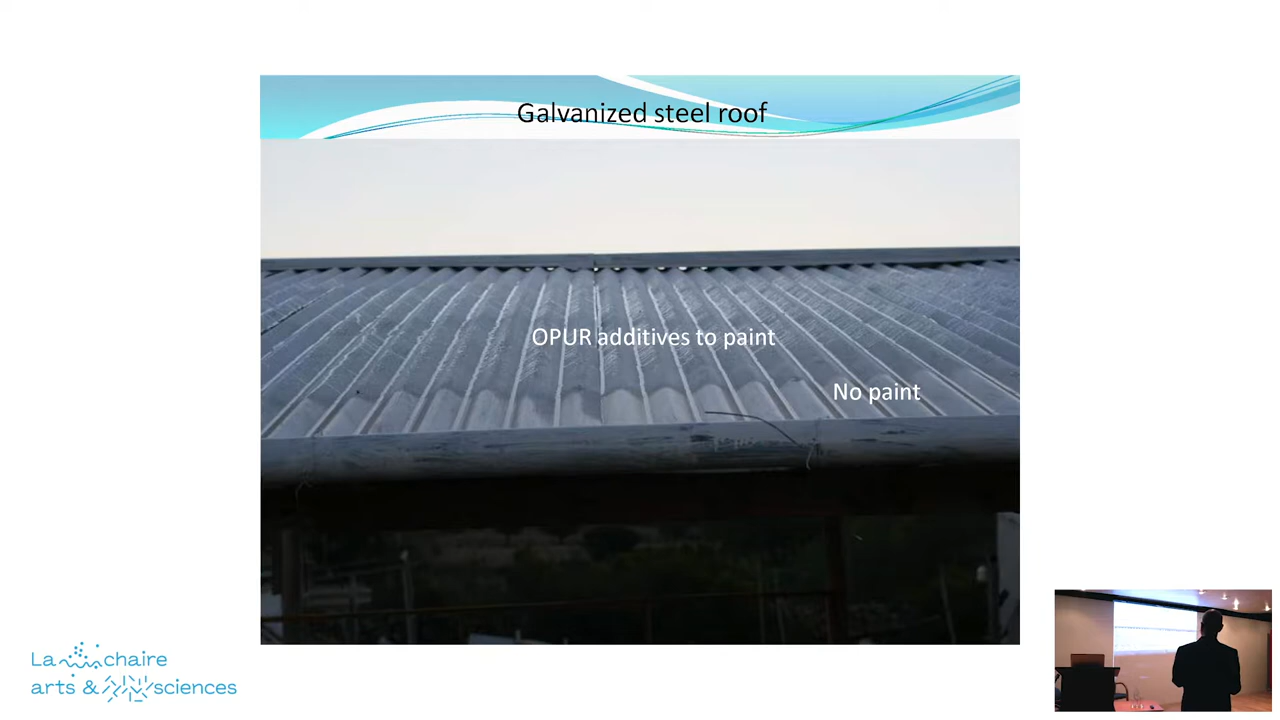 Galvanized steel roof
OPUR additives to paint
No paint
La chaire
arts & sciences